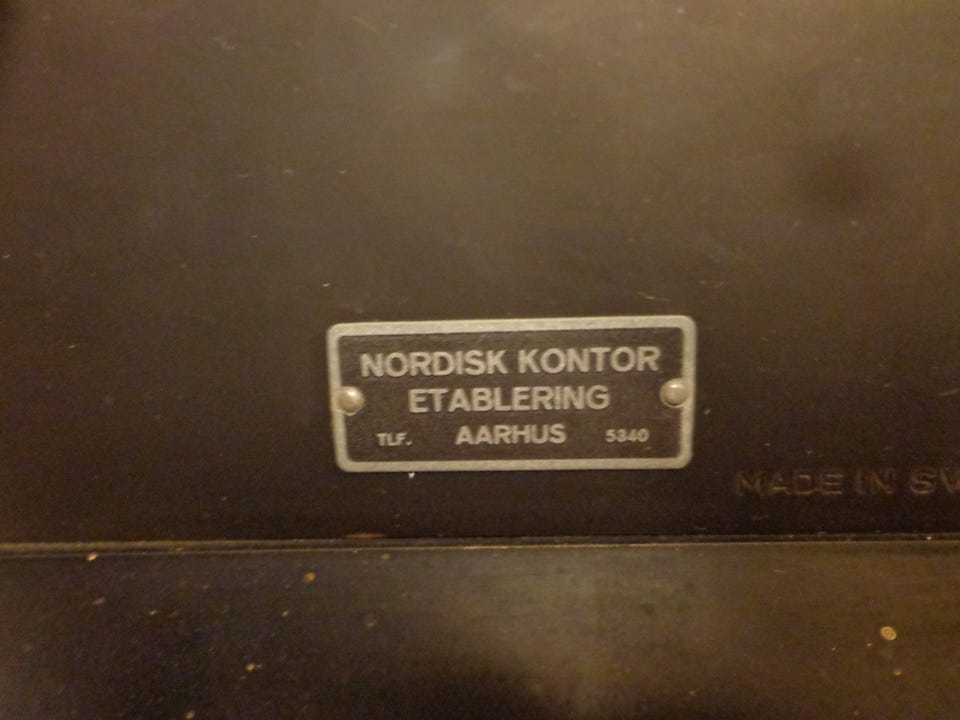 NORDISK KONTOR
ETABLERING
TLF. AARHUS 5340
MADE IN